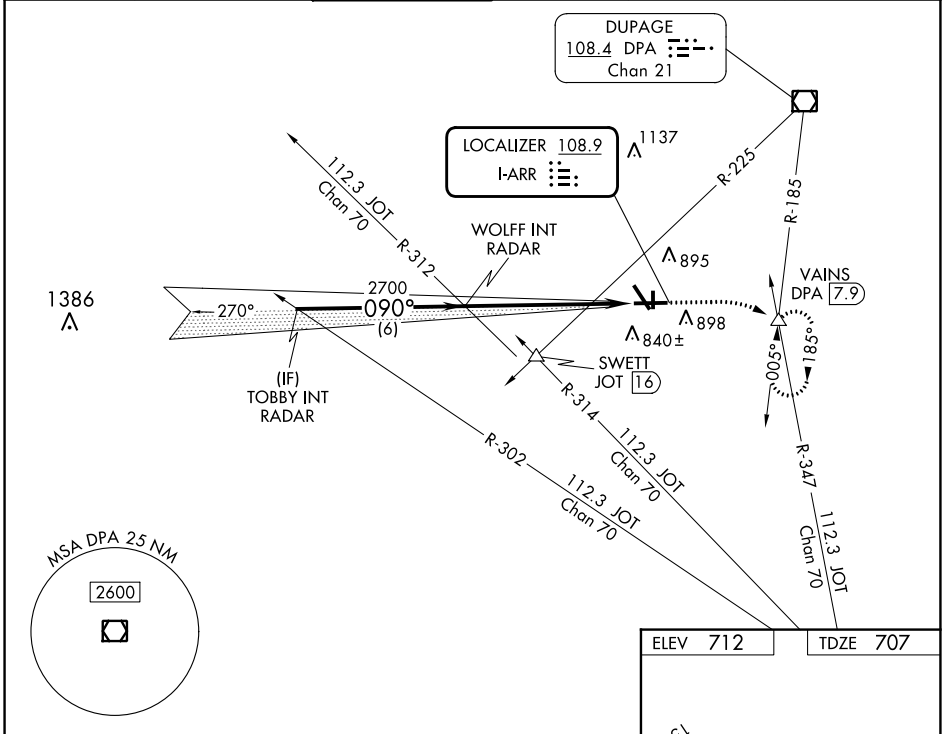 DUPAGE
108.4 DPA
Chan 21
LOCALIZER 108.9
I-ARR
1137
R-225
R-185
112.3 JOT
Chan 70
R-312
WOLFF INT
RADAR
895
VAINS
DPA 7.9
1386
270°
2700
090°
(6)
898
840±
005°
185°
(IF)
TOBBY INT
RADAR
SWETT
JOT 16
R-314
112.3 JOT
Chan 70
R-302
112.3 JOT
Chan 70
R-347
112.3 JOT
Chan 70
MSA DPA 25 NM
2600
ELEV 712
TDZE 707